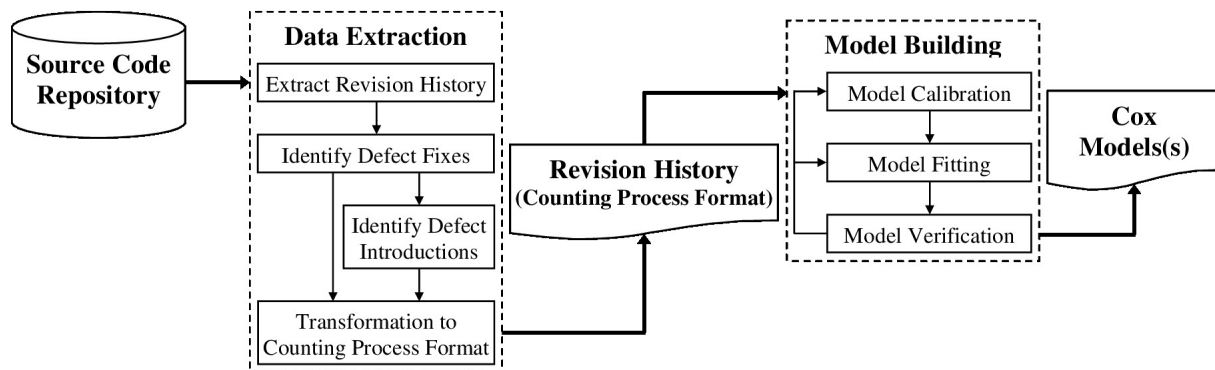 Source Code
Repository
Data Extraction
Extract Revision History
Identify Defect Fixes
Identify Defect
Introductions
Transformation to
Counting Process Format
Revision History
(Counting Process Format)
Model Building
Model Calibration
Model Fitting
Model Verification
Cox
Models(s)